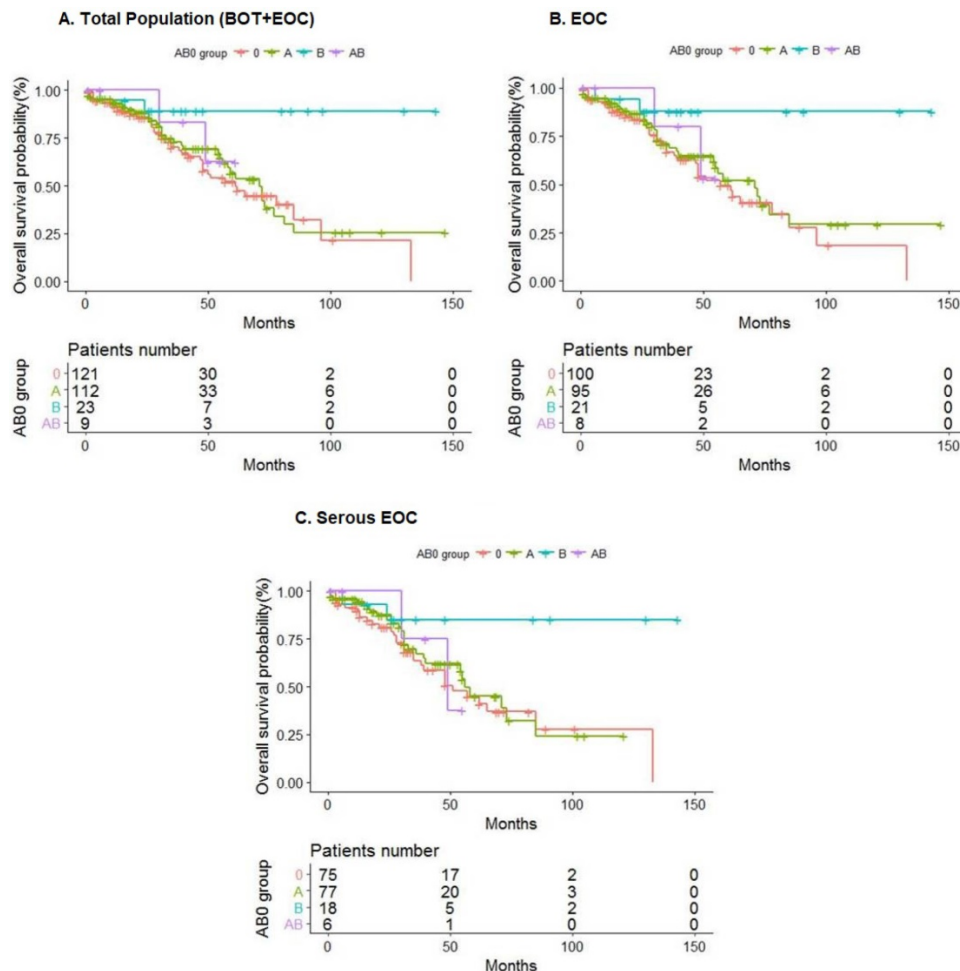 A. Total Population (BOT+EOC)
AB0 group 0 A B AB
Overall survival probability(%)
1.00
0.75
0.50
0.25
0.00
0 50 100 150
Months
Patients number
AB0 group
0 121 30 2 0
A 112 33 6 0
B 23 7 2 0
AB 9 3 0 0
0 50 100 150
Months
B. EOC
AB0 group 0 A B AB
Overall survival probability(%)
1.00
0.75
0.50
0.25
0.00
0 50 100 150
Months
Patients number
AB0 group
0 100 23 2 0
A 95 26 6 0
B 21 5 2 0
AB 8 2 0 0
0 50 100 150
Months
C. Serous EOC
AB0 group 0 A B AB
Overall survival probability(%)
1.00
0.75
0.50
0.25
0.00
0 50 100 150
Months
Patients number
AB0 group
0 75 17 2 0
A 77 20 3 0
B 18 5 2 0
AB 6 1 0 0
0 50 100 150
Months